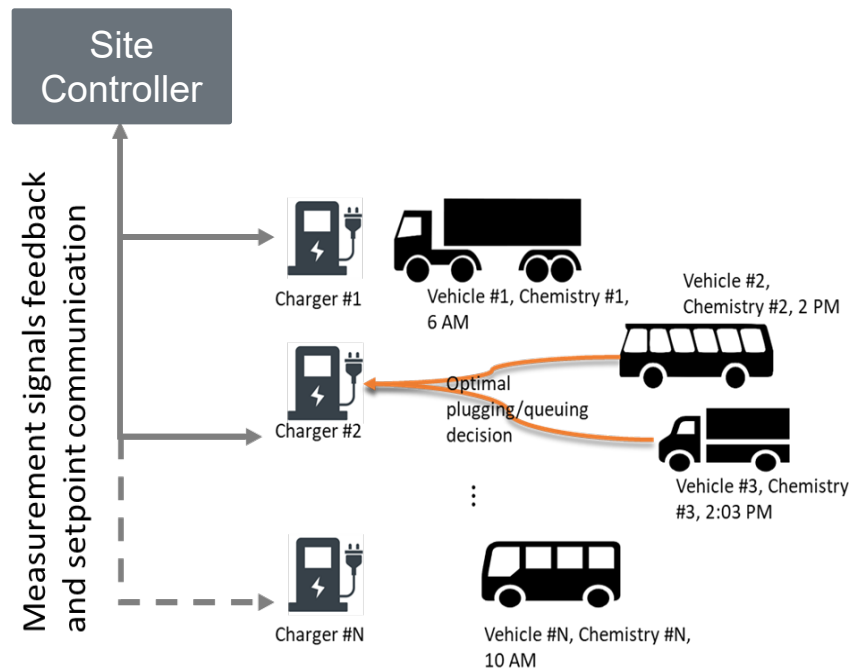 Site
Controller
Measurement signals feedback
and setpoint communication
Charger #1
Vehicle #1, Chemistry #1,
6 AM
Vehicle #2,
Chemistry #2, 2 PM
Charger #2
Optimal
plugging/queuing
decision
Vehicle #3, Chemistry
#3, 2:03 PM
⋮
Charger #N
Vehicle #N, Chemistry #N,
10 AM